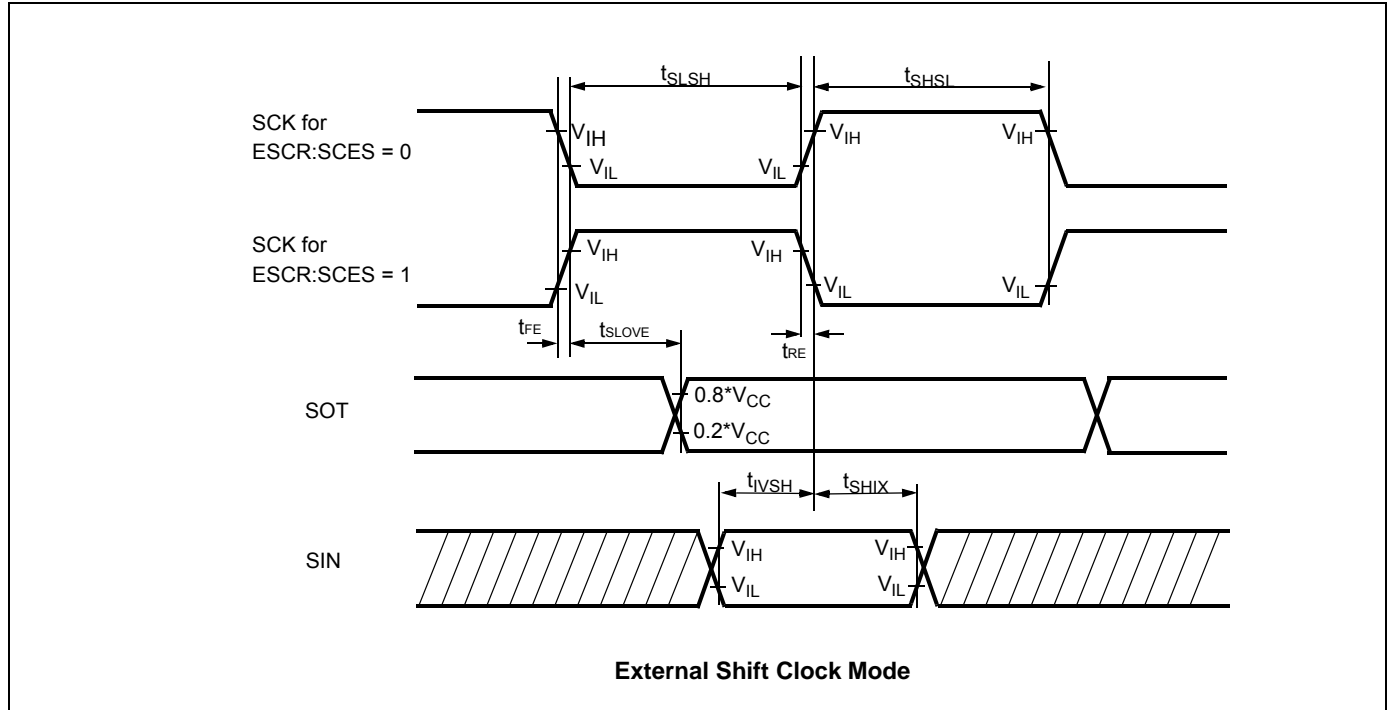 tSLSH
tSHSL
SCK for
ESCR:SCES = 0
VIH
VIH
VIH
VIL
VIL
SCK for
ESCR:SCES = 1
VIH
VIH
VIL
VIL
VIL
tFE
tSLOVE
tRE
SOT
0.8*VCC
0.2*VCC
tIVSH
tSHIX
SIN
VIH
VIH
VIL
VIL
External Shift Clock Mode